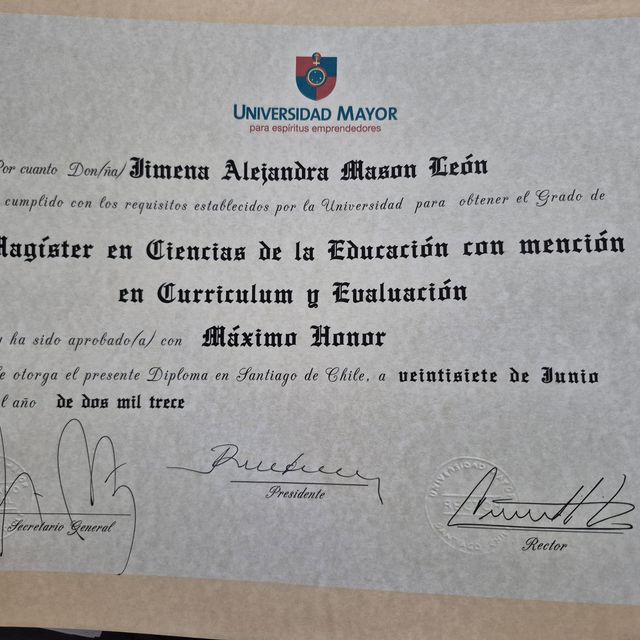 UNIVERSIDAD MAYOR
para espíritus emprendedores
Por cuanto Don/ña/ Jimena Alejandra Mason León
cumplido con los requisitos establecidos por la Universidad para obtener el Grado de
Magíster en Ciencias de la Educación con mención
en Curriculum y Evaluación
y ha sido aprobado/a) con Máximo Honor
Se otorga el presente Diploma en Santiago de Chile, a veintisiete de Junio
l año de dos mil trece
Secretario General
Presidente
UNIVERSIDAD
Rector